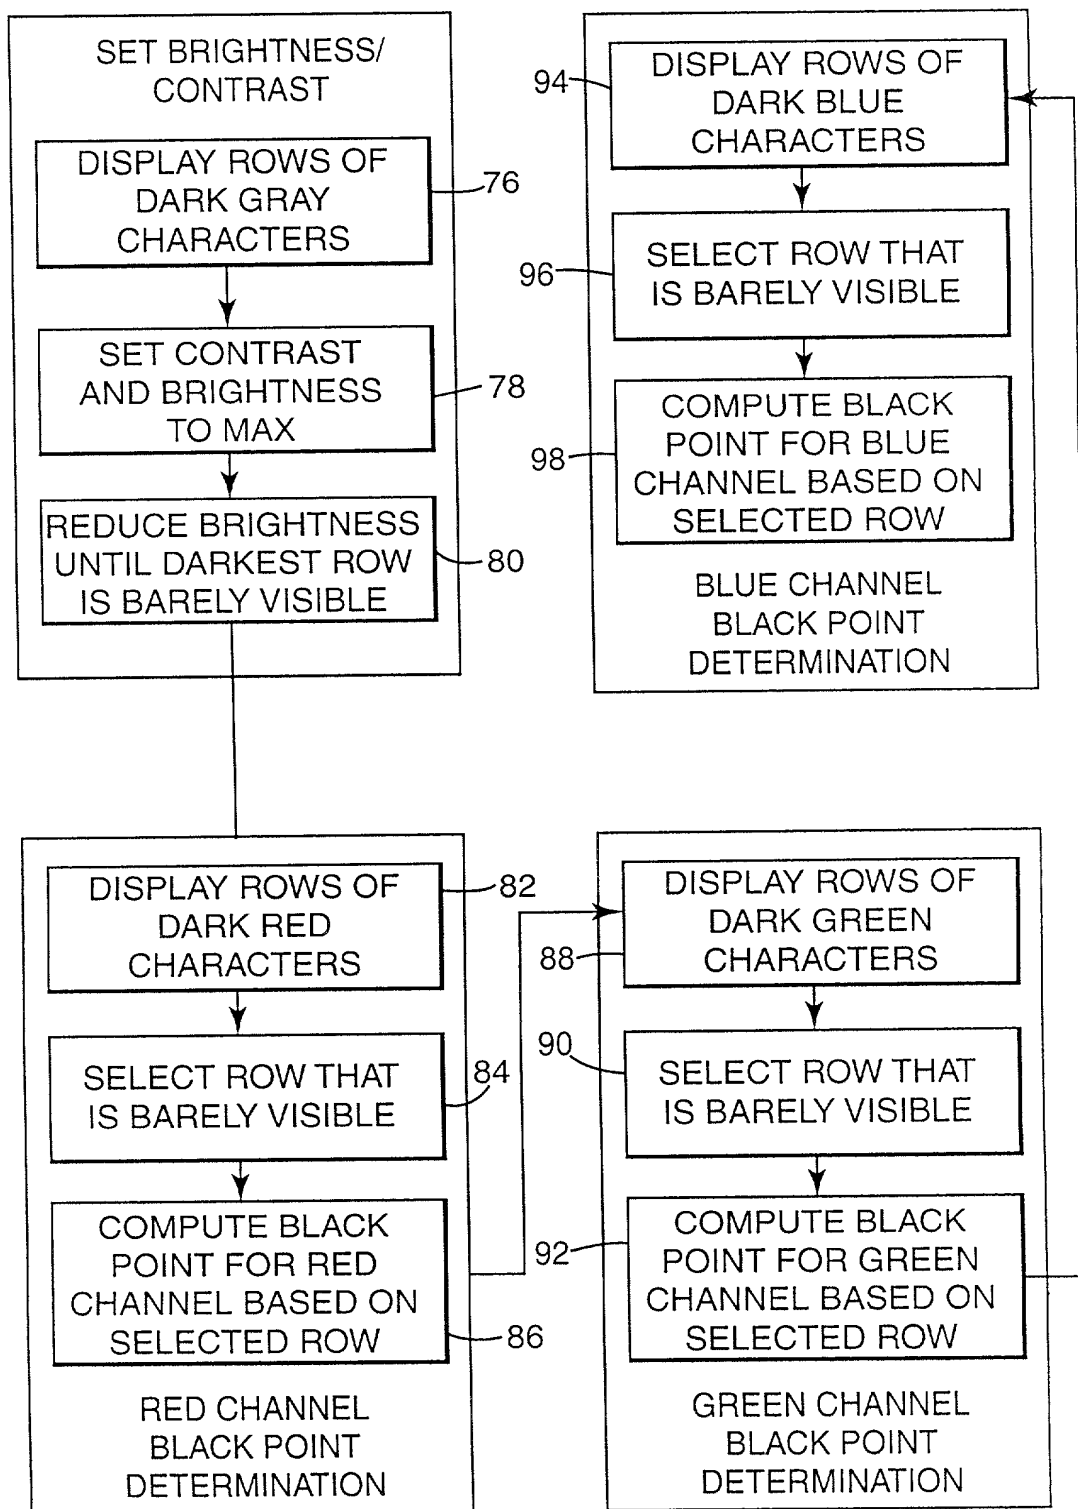 SET BRIGHTNESS/
CONTRAST
DISPLAY ROWS OF
DARK GRAY
CHARACTERS
76
SET CONTRAST
AND BRIGHTNESS
TO MAX
78
REDUCE BRIGHTNESS
UNTIL DARKEST ROW
IS BARELY VISIBLE
80
DISPLAY ROWS OF
DARK RED
CHARACTERS
82
SELECT ROW THAT
IS BARELY VISIBLE
84
COMPUTE BLACK
POINT FOR RED
CHANNEL BASED ON
SELECTED ROW
86
RED CHANNEL
BLACK POINT
DETERMINATION
DISPLAY ROWS OF
DARK GREEN
CHARACTERS
88
90
SELECT ROW THAT
IS BARELY VISIBLE
COMPUTE BLACK
POINT FOR GREEN
CHANNEL BASED ON
SELECTED ROW
92
GREEN CHANNEL
BLACK POINT
DETERMINATION
94
DISPLAY ROWS OF
DARK BLUE
CHARACTERS
96
SELECT ROW THAT
IS BARELY VISIBLE
98
COMPUTE BLACK
POINT FOR BLUE
CHANNEL BASED ON
SELECTED ROW
BLUE CHANNEL
BLACK POINT
DETERMINATION